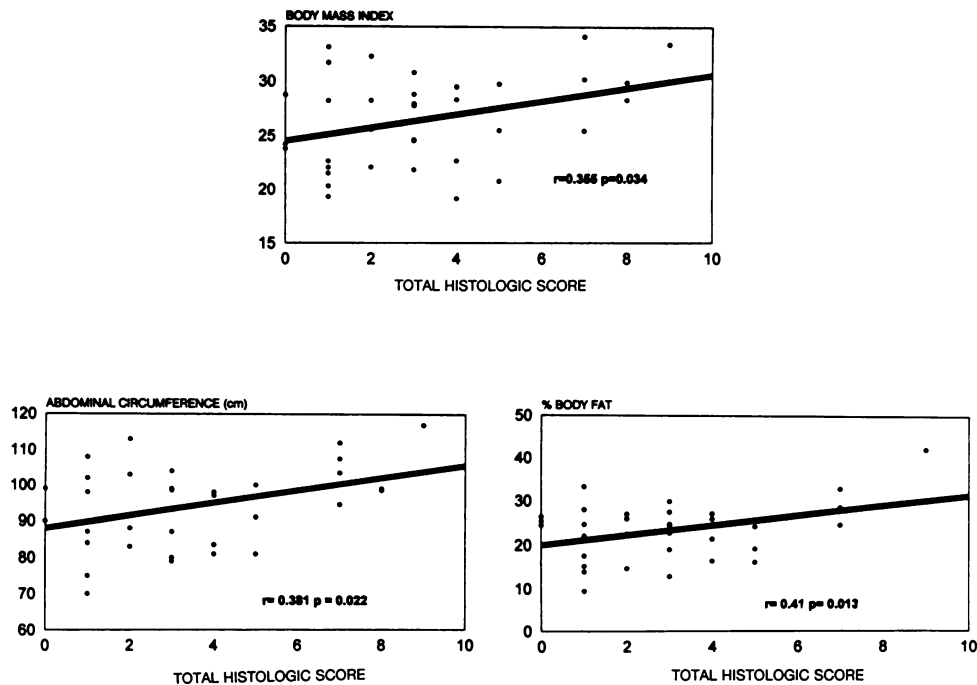 BODY MASS INDEX
35
30
25
20
15
r=0.355 p=0.034
0 2 4 6 8 10
TOTAL HISTOLOGIC SCORE
ABDOMINAL CIRCUMFERENCE (cm)
120
110
100
90
80
70
60
r= 0.381 p = 0.022
0 2 4 6 8 10
TOTAL HISTOLOGIC SCORE
% BODY FAT
50
40
30
20
10
0
r= 0.41 p= 0.013
0 2 4 6 8 10
TOTAL HISTOLOGIC SCORE